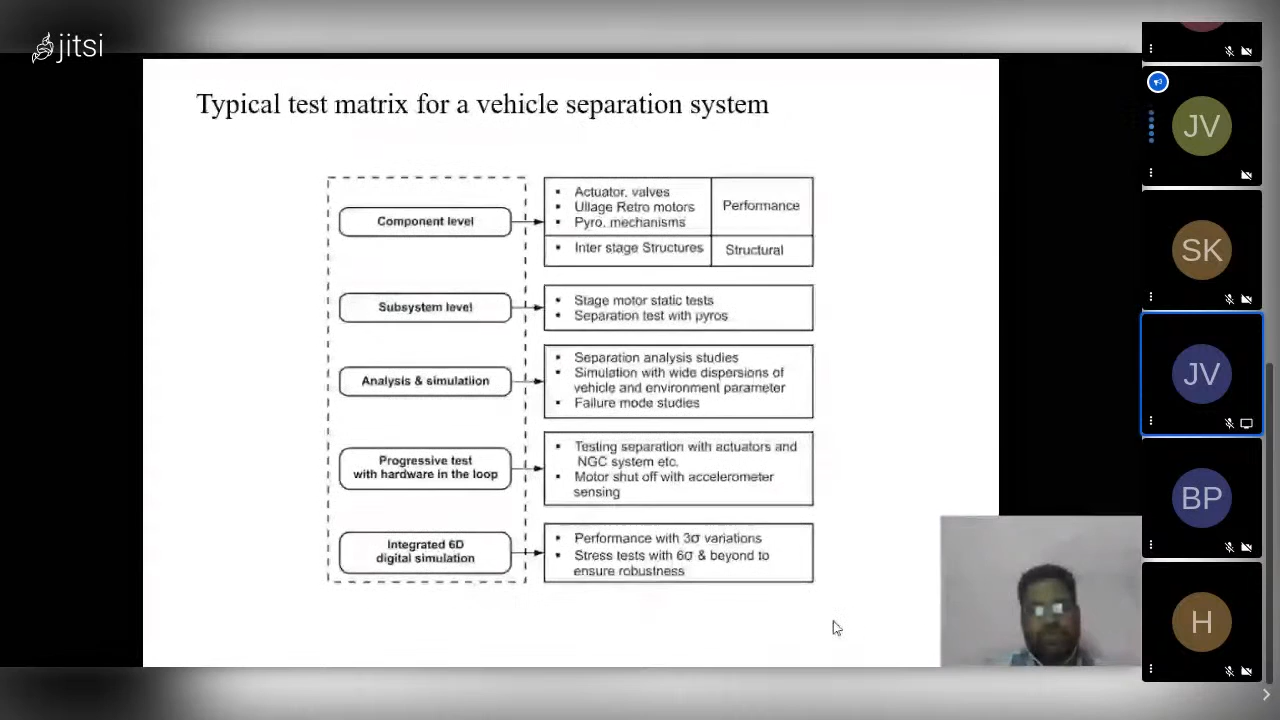 jitsi
Typical test matrix for a vehicle separation system
Component level
• Actuator, valves
• Ullage Retro motors
• Pyro. mechanisms
Performance
• Inter stage Structures
Structural
Subsystem level
• Stage motor static tests
• Separation test with pyros
Analysis & simulatiion
• Separation analysis studies
• Simulation with wide dispersions of
vehicle and environment parameter
• Failure mode studies
Progressive test
with hardware in the loop
• Testing separation with actuators and
NGC system etc.
• Motor shut off with accelerometer
sensing
Integrated 6D
digital simulation
• Performance with 3σ variations
• Stress tests with 6σ & beyond to
ensure robustness
JV
SK
JV
BP
H